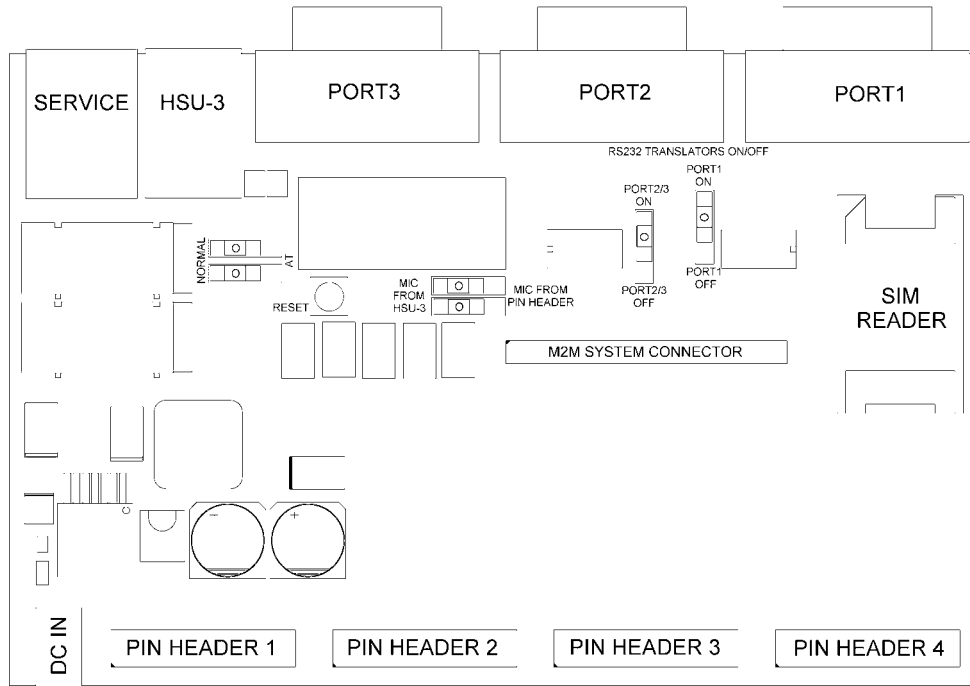 SERVICE
HSU-3
PORT3
PORT2
PORT1
RS232 TRANSLATORS ON/OFF
PORT1
ON
PORT2/3
ON
NORMAL
AT
PORT1
OFF
PORT2/3
OFF
MIC
FROM
HSU-3
MIC FROM
PIN HEADER
RESET
SIM
READER
M2M SYSTEM CONNECTOR
-
+
DC IN
PIN HEADER 1
PIN HEADER 2
PIN HEADER 3
PIN HEADER 4